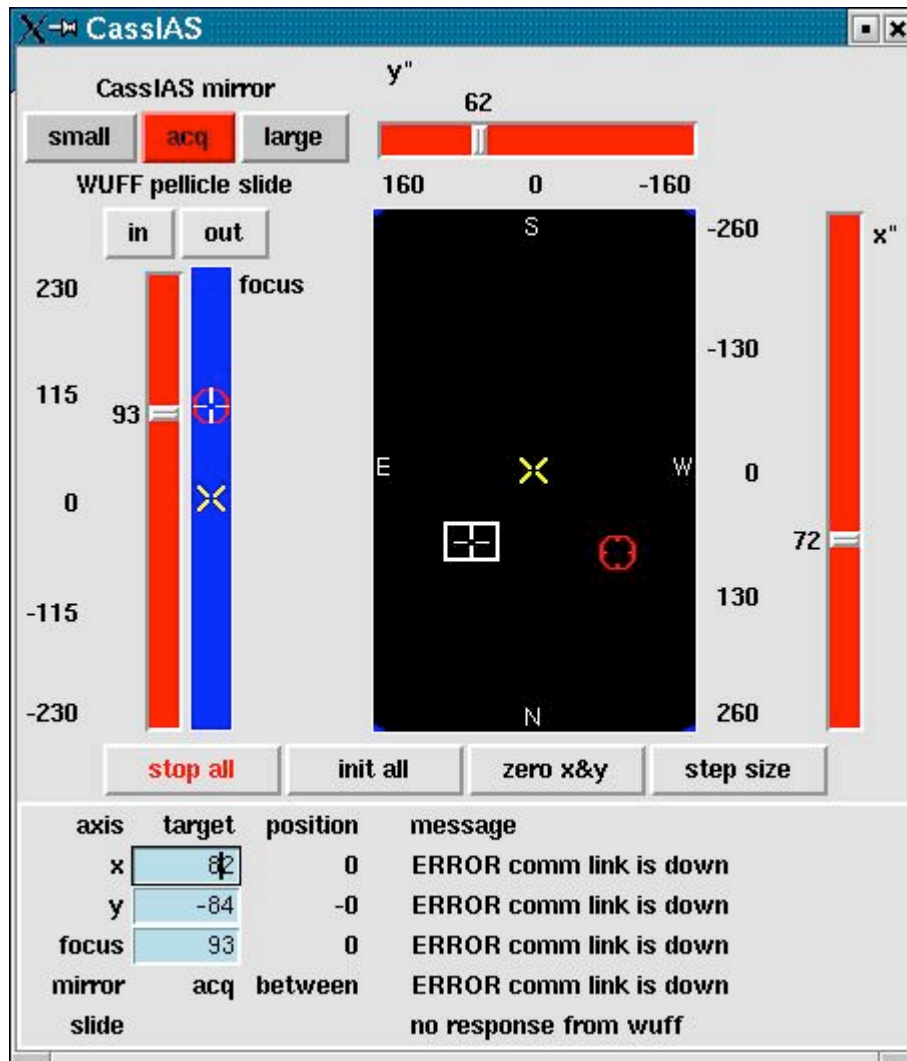 CassIAS
CassIAS mirror
small acq large
WUFF pellicle slide
in out
focus
230
115
93
0
-115
-230
y"
62
160 0 -160
S
E W
N
-260
-130
0
130
260
x"
72
stop all init all zero x&y step size
axis target position message
x 82 0 ERROR comm link is down
y -84 -0 ERROR comm link is down
focus 93 0 ERROR comm link is down
mirror acq between ERROR comm link is down
slide no response from wuff